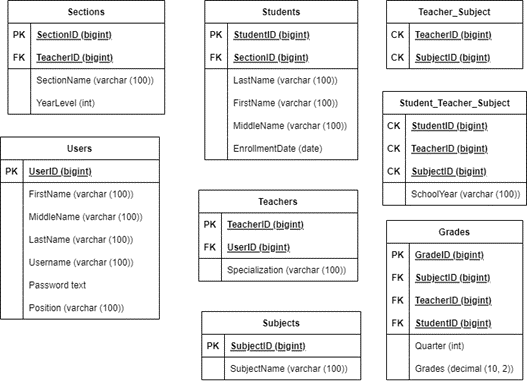 Sections
PK SectionID (bigint)
FK TeacherID (bigint)
SectionName (varchar (100))
YearLevel (int)
Students
PK StudentID (bigint)
FK SectionID (bigint)
LastName (varchar (100))
FirstName (varchar (100))
MiddleName (varchar (100))
EnrollmentDate (date)
Teacher_Subject
CK TeacherID (bigint)
CK SubjectID (bigint)
Student_Teacher_Subject
CK StudentID (bigint)
CK TeacherID (bigint)
CK SubjectID (bigint)
SchoolYear (varchar (100))
Users
PK UserID (bigint)
FirstName (varchar (100))
MiddleName (varchar (100))
LastName (varchar (100))
Username (varchar (100))
Password text
Position (varchar (100))
Teachers
PK TeacherID (bigint)
FK UserID (bigint)
Specialization (varchar (100))
Grades
PK GradeID (bigint)
FK SubjectID (bigint)
FK TeacherID (bigint)
FK StudentID (bigint)
Quarter (int)
Grades (decimal (10, 2))
Subjects
PK SubjectID (bigint)
SubjectName (varchar (100))